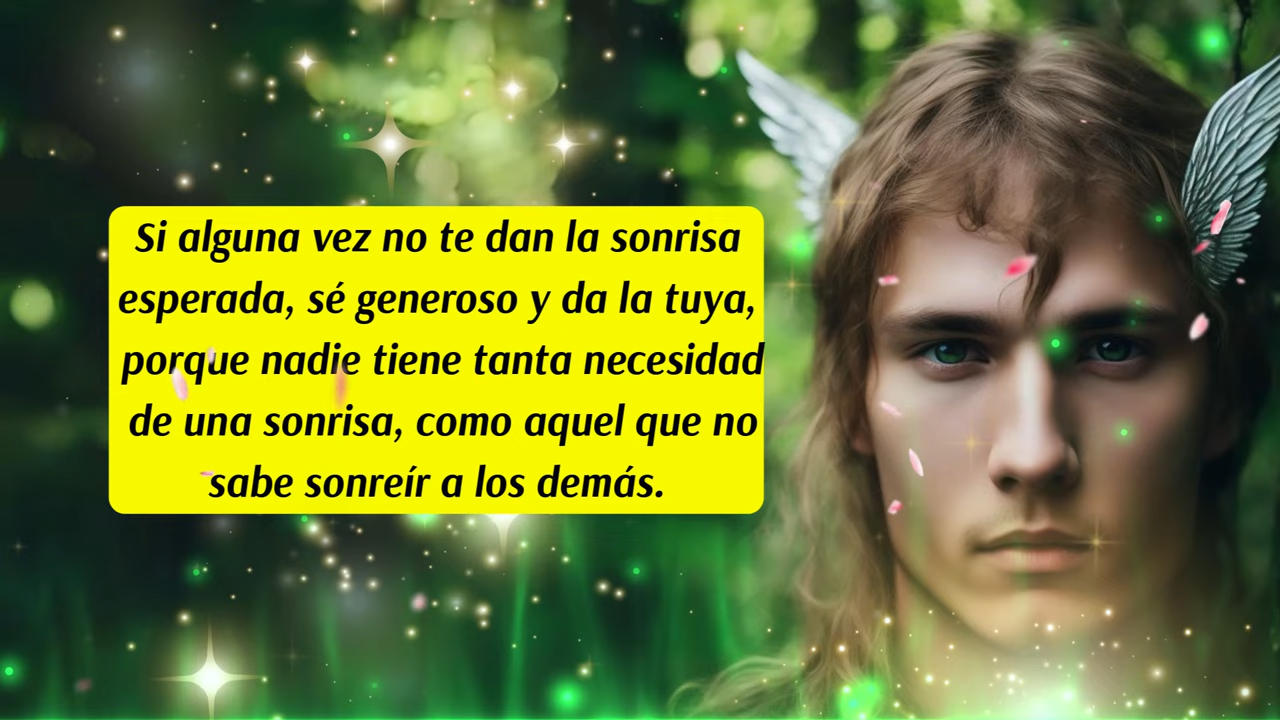 Si alguna vez no te dan la sonrisa
esperada, sé generoso y da la tuya,
porque nadie tiene tanta necesidad
de una sonrisa, como aquel que no
sabe sonreír a los demás.